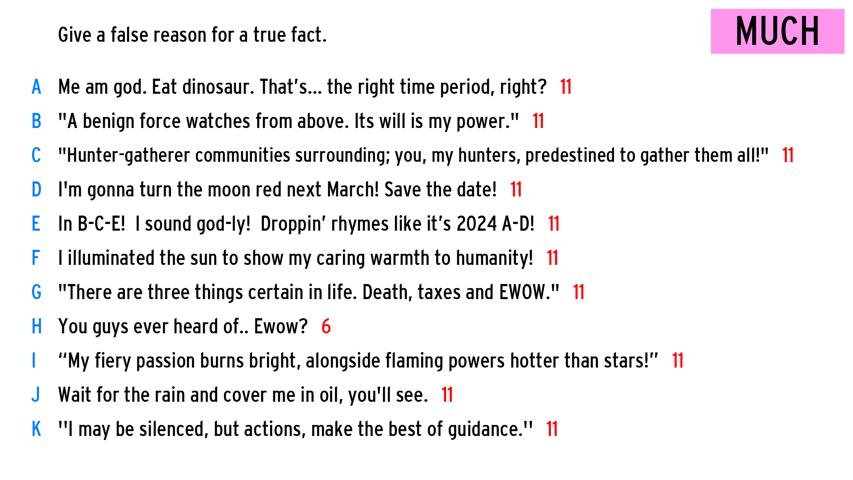 Give a false reason for a true fact.
MUCH
A Me am god. Eat dinosaur. That's... the right time period, right? 11
B "A benign force watches from above. Its will is my power." 11
C "Hunter-gatherer communities surrounding; you, my hunters, predestined to gather them all!" 11
D I'm gonna turn the moon red next March! Save the date! 11
E In B-C-E!  I sound god-ly!  Droppin’ rhymes like it’s 2024 A-D! 11
F I illuminated the sun to show my caring warmth to humanity! 11
G "There are three things certain in life. Death, taxes and EWOW." 11
H You guys ever heard of.. Ewow? 6
I “My fiery passion burns bright, alongside flaming powers hotter than stars!” 11
J Wait for the rain and cover me in oil, you'll see. 11
K ''I may be silenced, but actions, make the best of guidance.'' 11